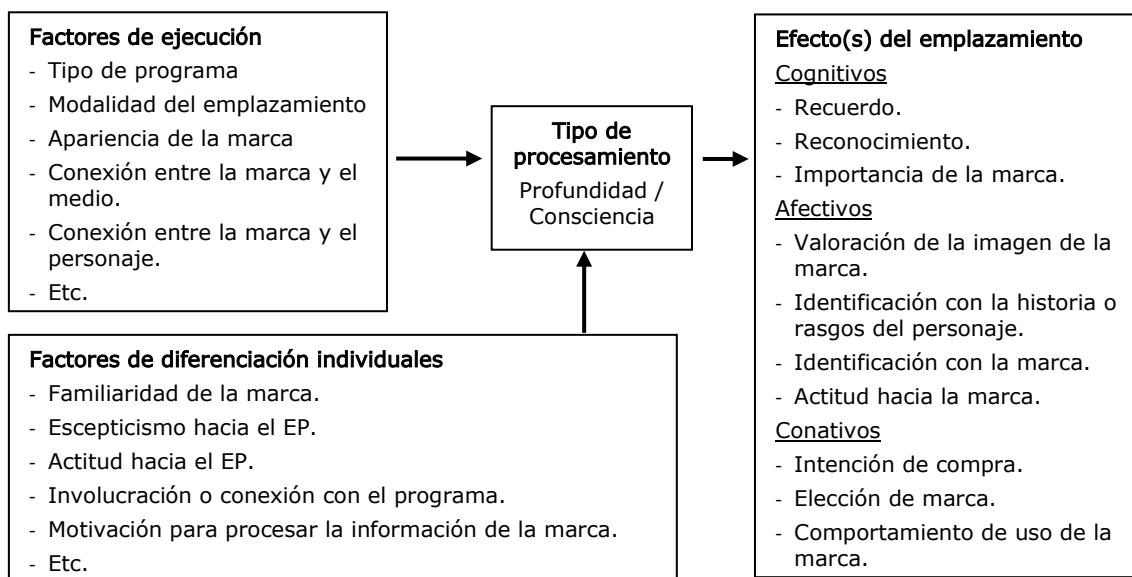 Factores de ejecución
- Tipo de programa
- Modalidad del emplazamiento
- Apariencia de la marca
- Conexión entre la marca y el
medio.
- Conexión entre la marca y el
personaje.
- Etc.
Factores de diferenciación individuales
- Familiaridad de la marca.
- Escepticismo hacia el EP.
- Actitud hacia el EP.
- Involucración o conexión con el programa.
- Motivación para procesar la información de la marca.
- Etc.
Tipo de
procesamiento
Profundidad /
Consciencia
Efecto(s) del emplazamiento
Cognitivos
- Recuerdo.
- Reconocimiento.
- Importancia de la marca.
Afectivos
- Valoración de la imagen de la
marca.
- Identificación con la historia o
rasgos del personaje.
- Identificación con la marca.
- Actitud hacia la marca.
Conativos
- Intención de compra.
- Elección de marca.
- Comportamiento de uso de la
marca.